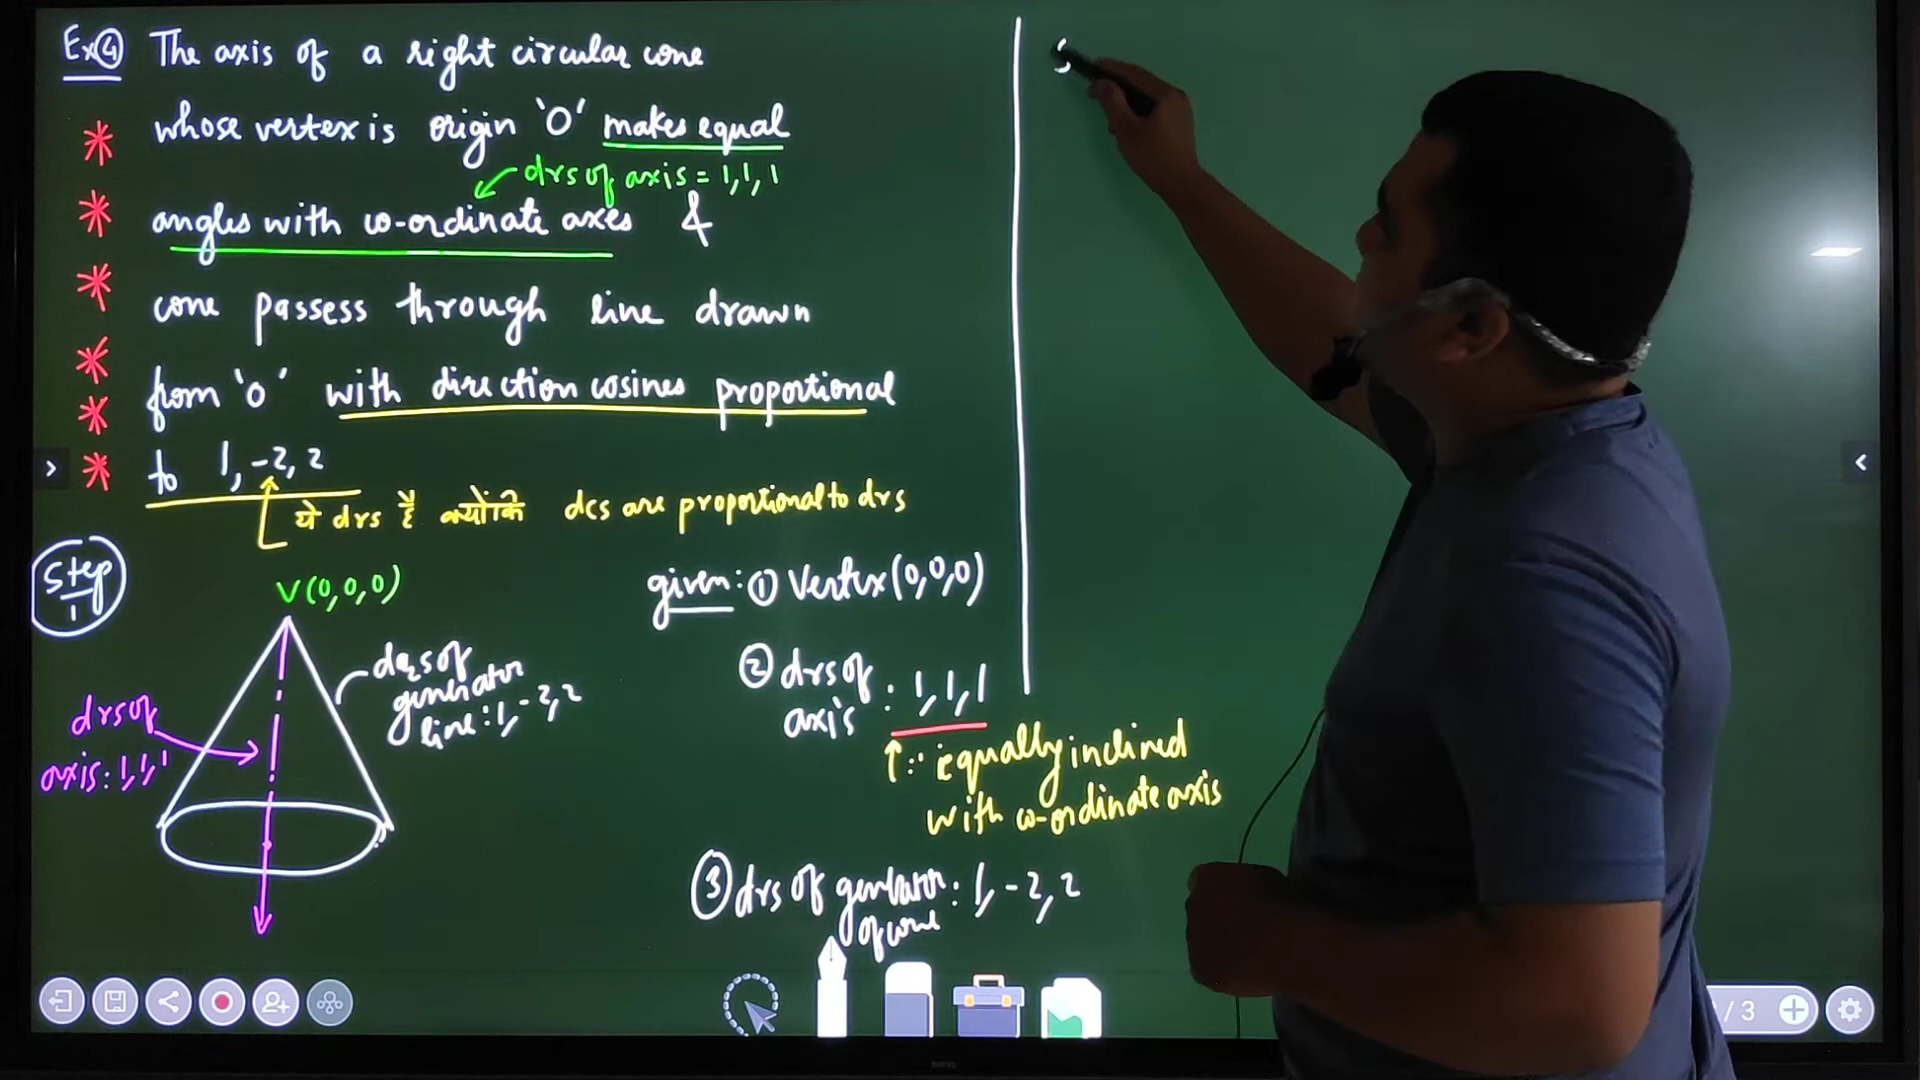 Ex④ The axis of a right circular cone
whose vertex is origin 'O' makes equal
drs of axis = 1, 1, 1
angles with co-ordinate axes &
cone passess through line drawn
from 'O' with direction cosines proportional
to 1, -2, 2
ये drs है क्योंकि dcs are proportional to drs
Step 1
V(0,0,0)
drs of generator line: 1, -2, 2
drs of
axis: 1, 1, 1
given: ① Vertex (0,0,0)
② drs of axis : 1, 1, 1
∵ equally inclined
with co-ordinate axis
③ drs of generator of cone : 1, -2, 2
S
/ 3